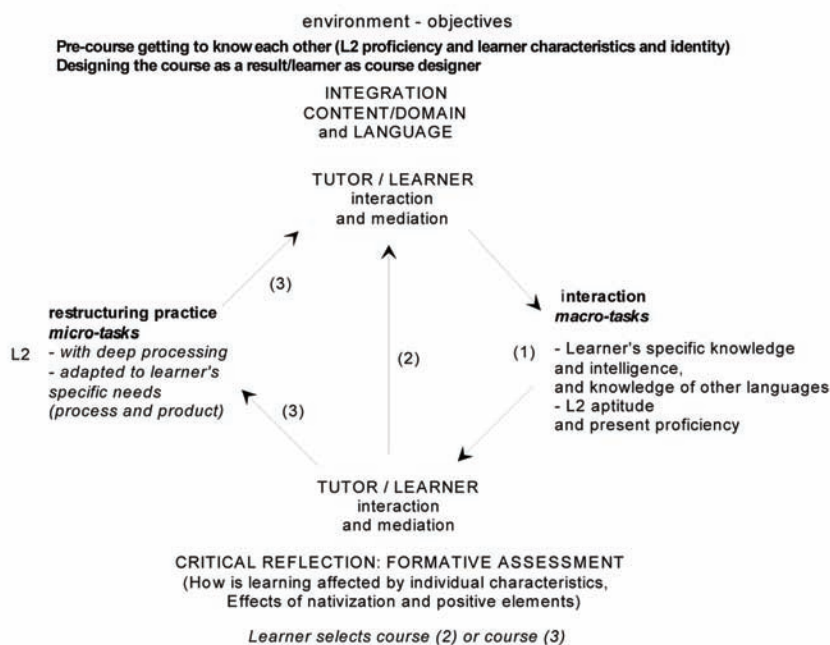 environment - objectives
Pre-course getting to know each other (L2 proficiency and learner characteristics and identity)
Designing the course as a result/learner as course designer
INTEGRATION
CONTENT/DOMAIN
and LANGUAGE
TUTOR / LEARNER
interaction
and mediation
(3)
restructuring practice
micro-tasks
L2
- with deep processing
- adapted to learner's
specific needs
(process and product)
(2)
interaction
macro-tasks
(1)
- Learner's specific knowledge
and intelligence,
and knowledge of other languages
- L2 aptitude
and present proficiency
(3)
TUTOR / LEARNER
interaction
and mediation
CRITICAL REFLECTION: FORMATIVE ASSESSMENT
(How is learning affected by individual characteristics,
Effects of nativization and positive elements)
Learner selects course (2) or course (3)